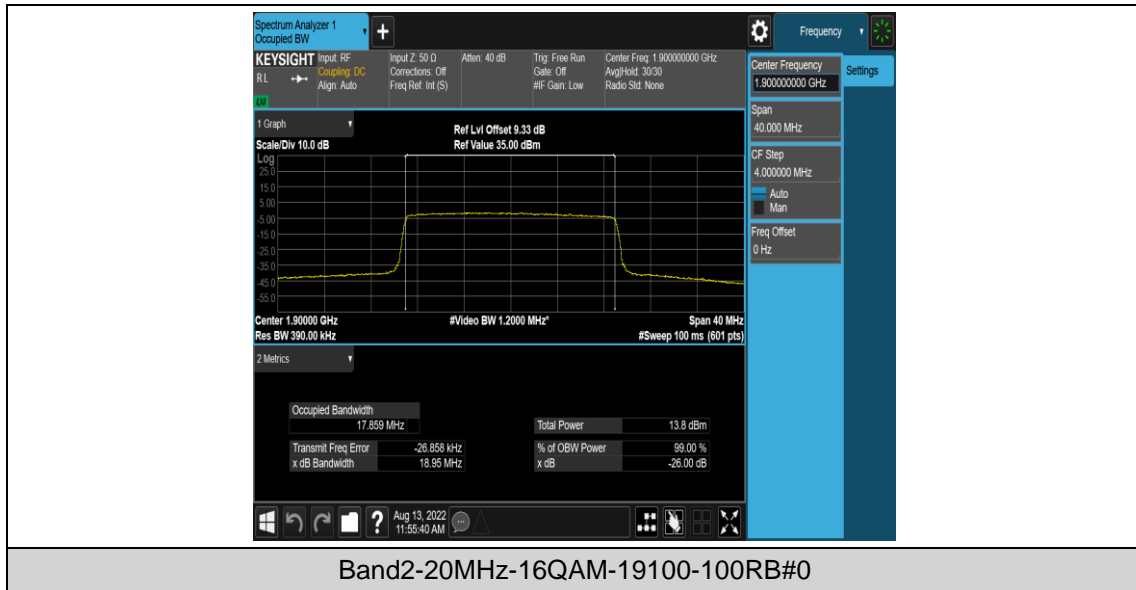 Spectrum Analyzer 1
Occupied BW
+
Frequency
KEYSIGHT
RL
LXI
Input: RF
Coupling: DC
Align: Auto
Input Z: 50 Ω
Corrections: Off
Freq Ref: Int (S)
Atten: 40 dB
Trig: Free Run
Gate: Off
#IF Gain: Low
Center Freq: 1.900000000 GHz
Avg|Hold: 30/30
Radio Std: None
Center Frequency
1.900000000 GHz
Settings
Span
40.000 MHz
CF Step
4.000000 MHz
Auto
Man
Freq Offset
0 Hz
1 Graph
Scale/Div 10.0 dB
Ref Lvl Offset 9.33 dB
Ref Value 35.00 dBm
Log
25.0
15.0
5.00
-5.00
-15.0
-25.0
-35.0
-45.0
-55.0
Center 1.90000 GHz
#Video BW 1.2000 MHz*
Span 40 MHz
Res BW 390.00 kHz
#Sweep 100 ms (601 pts)
2 Metrics
Occupied Bandwidth
17.859 MHz
Total Power 13.8 dBm
Transmit Freq Error -26.858 kHz
% of OBW Power 99.00 %
x dB Bandwidth 18.95 MHz
x dB -26.00 dB
?
Aug 13, 2022
11:55:40 AM
Band2-20MHz-16QAM-19100-100RB#0